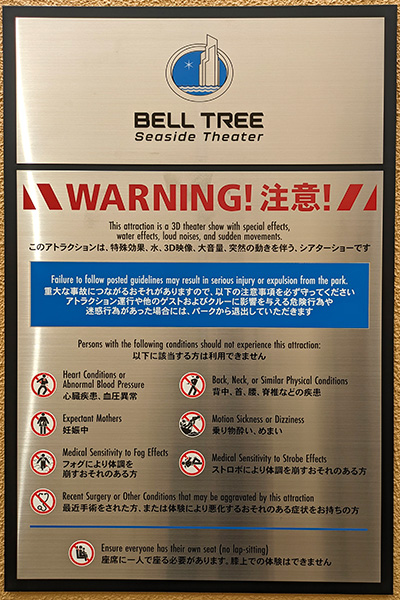 BELL TREE
Seaside Theater
WARNING! 注意!
This attraction is a 3D theater show with special effects,
water effects, loud noises, and sudden movements.
このアトラクションは、特殊効果、水、3D映像、大音量、突然の動きを伴う、シアターショーです
Failure to follow posted guidelines may result in serious injury or expulsion from the park.
重大な事故につながるおそれがありますので、以下の注意事項を必ず守ってください
アトラクション運行や他のゲストおよびクルーに影響を与える危険行為や
迷惑行為があった場合には、パークから退出していただきます
Persons with the following conditions should not experience this attraction:
以下に該当する方は利用できません
Heart Conditions or
Abnormal Blood Pressure
心臓疾患、血圧異常
Back, Neck, or Similar Physical Conditions
背中、首、腰、脊椎などの疾患
Expectant Mothers
妊娠中
Motion Sickness or Dizziness
乗り物酔い、めまい
Medical Sensitivity to Fog Effects
フォグにより体調を
崩すおそれのある方
Medical Sensitivity to Strobe Effects
ストロボにより体調を崩すおそれのある方
Recent Surgery or Other Conditions that may be aggravated by this attraction
最近手術をされた方、または体験により悪化するおそれのある症状をお持ちの方
Ensure everyone has their own seat (no lap-sitting)
座席に一人で座る必要があります。膝上での体験はできません